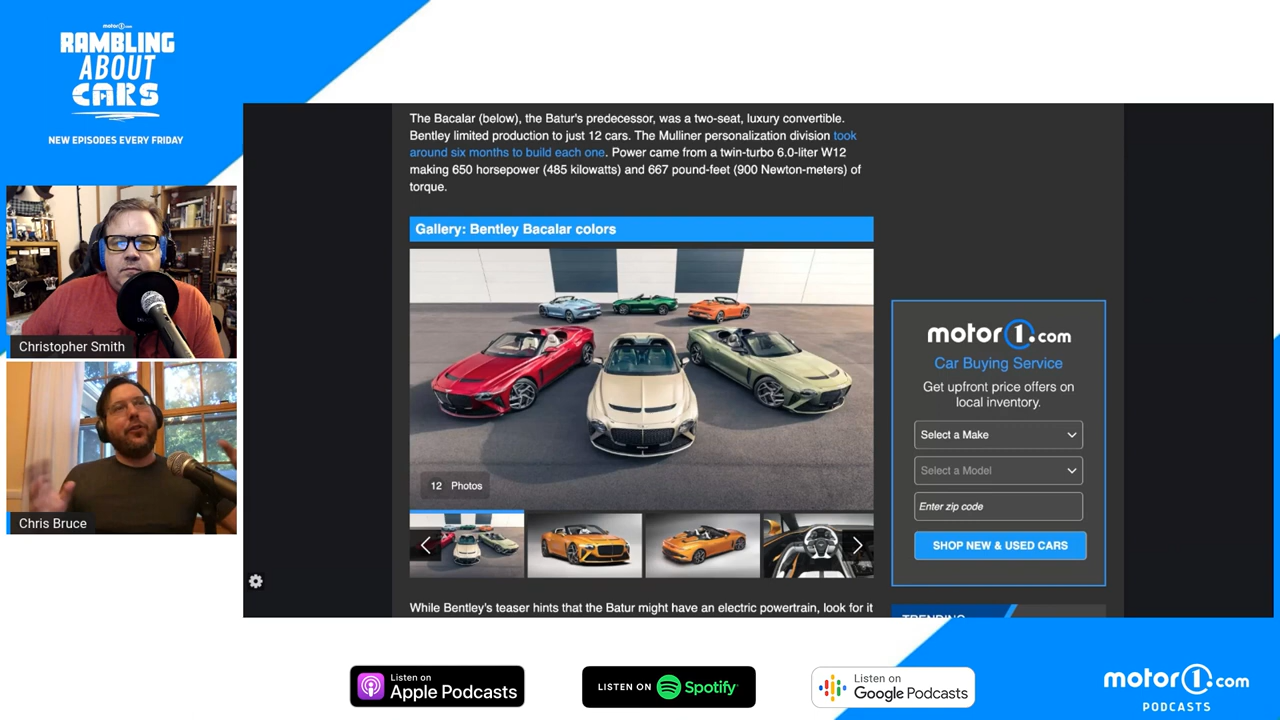 motor1.com
RAMBLING
ABOUT
CARS
NEW EPISODES EVERY FRIDAY
Christopher Smith
Chris Bruce
The Bacalar (below), the Batur's predecessor, was a two-seat, luxury convertible.
Bentley limited production to just 12 cars. The Mulliner personalization division took
around six months to build each one. Power came from a twin-turbo 6.0-liter W12
making 650 horsepower (485 kilowatts) and 667 pound-feet (900 Newton-meters) of
torque.
Gallery: Bentley Bacalar colors
12 Photos
While Bentley's teaser hints that the Batur might have an electric powertrain, look for it
motor1.com
Car Buying Service
Get upfront price offers on
local inventory.
Select a Make
Select a Model
Enter zip code
SHOP NEW & USED CARS
TRENDING
Listen on
Apple Podcasts
LISTEN ON Spotify
Listen on
Google Podcasts
motor1.com
PODCASTS